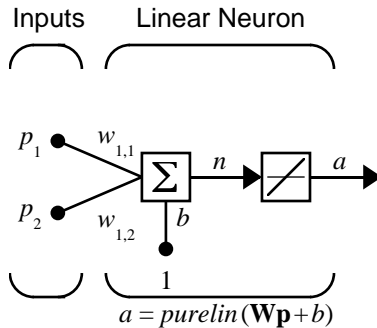 Inputs Linear Neuron
p1 w1,1 n a
Σ
p2 w1,2 b
1
a = purelin (Wp + b)